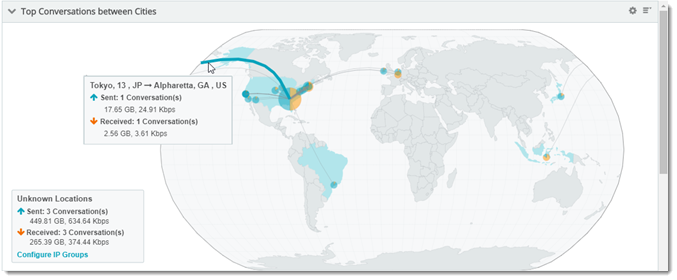 Top Conversations between Cities
Tokyo, 13 , JP → Alpharetta, GA , US
Sent: 1 Conversation(s)
17.65 GB, 24.91 Kbps
Received: 1 Conversation(s)
2.56 GB, 3.61 Kbps
Unknown Locations
Sent: 3 Conversation(s)
449.81 GB, 634.64 Kbps
Received: 3 Conversation(s)
265.39 GB, 374.44 Kbps
Configure IP Groups